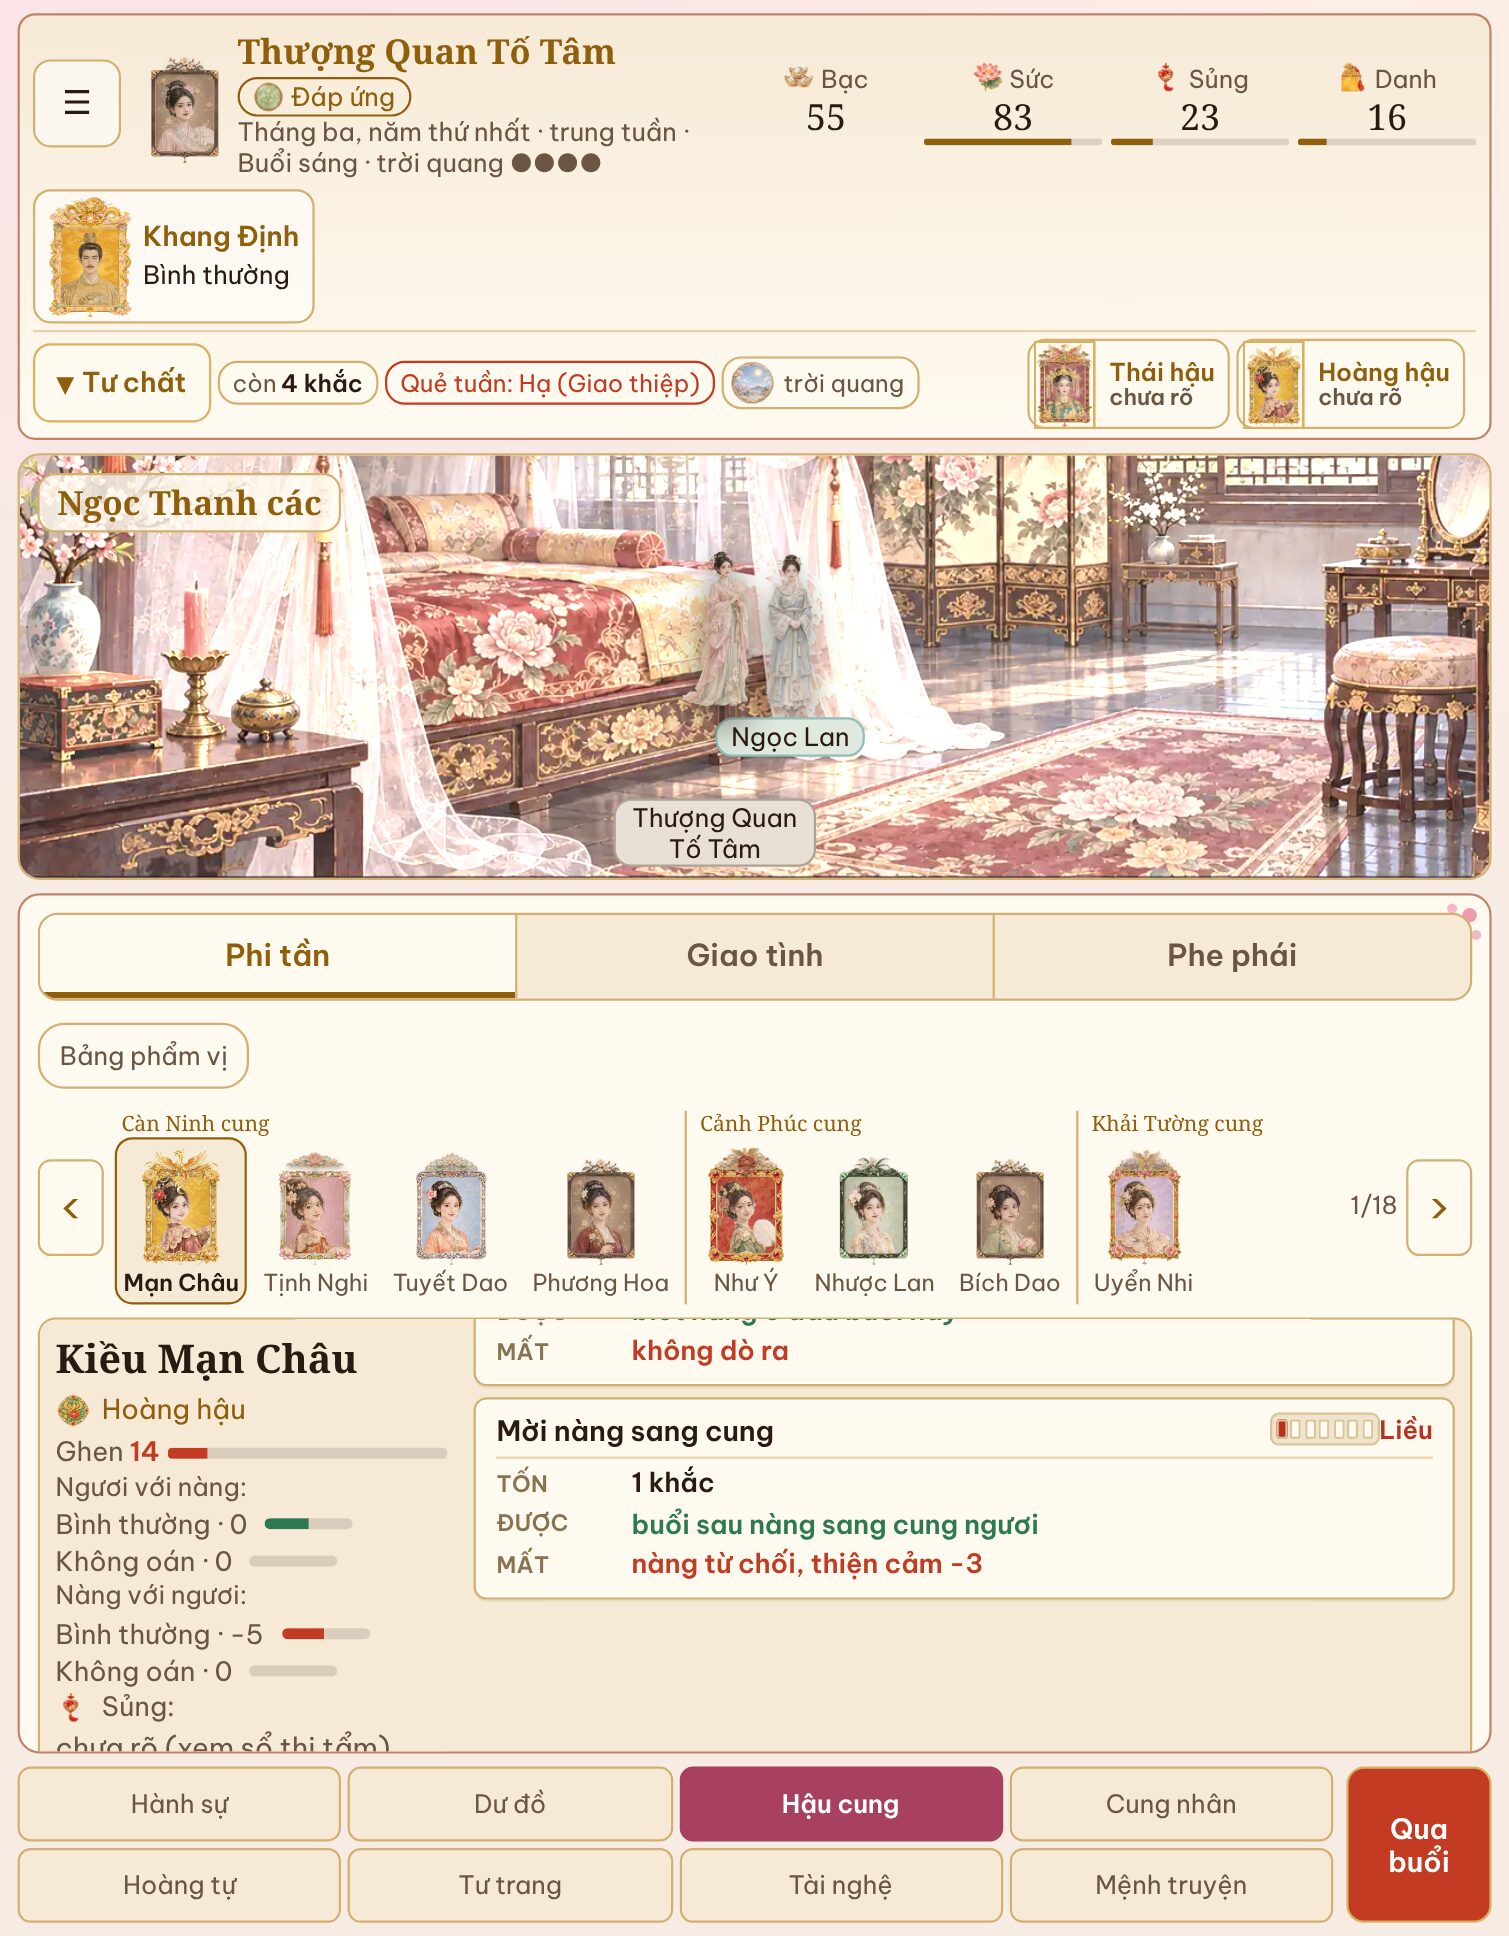 Thượng Quan Tố Tâm
Đáp ứng
Tháng ba, năm thứ nhất · trung tuần ·
Buổi sáng · trời quang
Bạc
55
Sức
83
Sủng
23
Danh
16
Khang Định
Bình thường
▼ Tư chất
còn 4 khắc
Quẻ tuần: Hạ (Giao thiệp)
trời quang
Thái hậu
chưa rõ
Hoàng hậu
chưa rõ
Ngọc Thanh các
Ngọc Lan
Thượng Quan
Tố Tâm
Phi tần
Giao tình
Phe phái
Bảng phẩm vị
Càn Ninh cung
Cảnh Phúc cung
Khải Tường cung
Mạn Châu
Tịnh Nghi
Tuyết Dao
Phương Hoa
Như Ý
Nhược Lan
Bích Dao
Uyển Nhi
1/18
Kiều Mạn Châu
Hoàng hậu
Ghen 14
Ngươi với nàng:
Bình thường · 0
Không oán · 0
Nàng với ngươi:
Bình thường · -5
Không oán · 0
Sủng:
chưa rõ (xem sổ thị tẩm)
MẤT
không dò ra
Mời nàng sang cung
Liều
TỐN
1 khắc
ĐƯỢC
buổi sau nàng sang cung ngươi
MẤT
nàng từ chối, thiện cảm -3
Hành sự
Dư đồ
Hậu cung
Cung nhân
Qua
buổi
Hoàng tự
Tư trang
Tài nghệ
Mệnh truyện